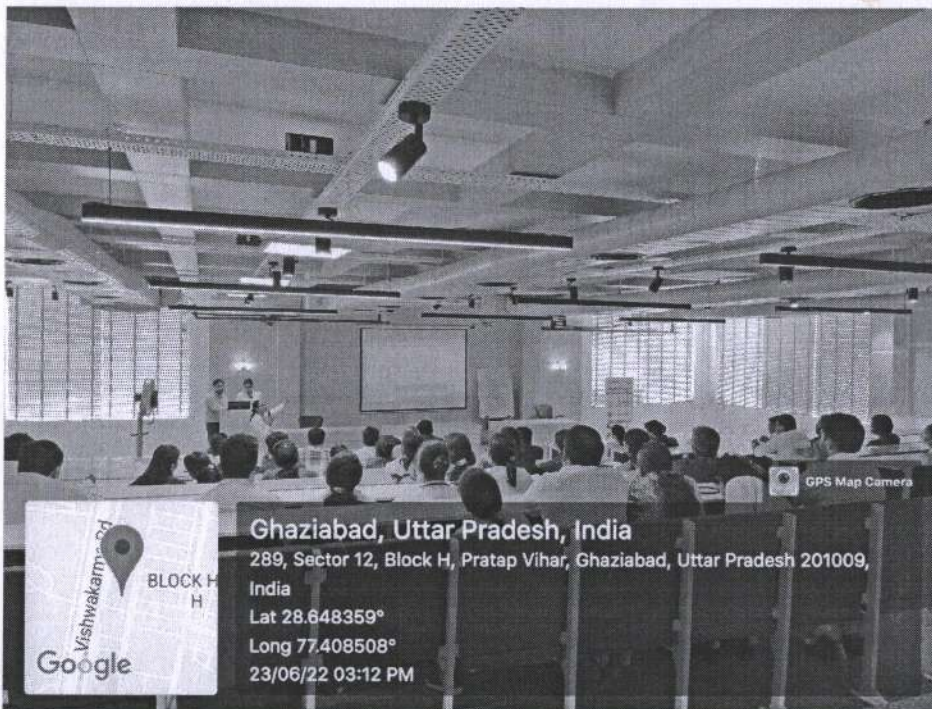 GPS Map Camera
Ghaziabad, Uttar Pradesh, India
289, Sector 12, Block H, Pratap Vihar, Ghaziabad, Uttar Pradesh 201009,
India
Lat 28.648359°
Long 77.408508°
23/06/22 03:12 PM
Vishwakarma Rd
BLOCK H
H
Google